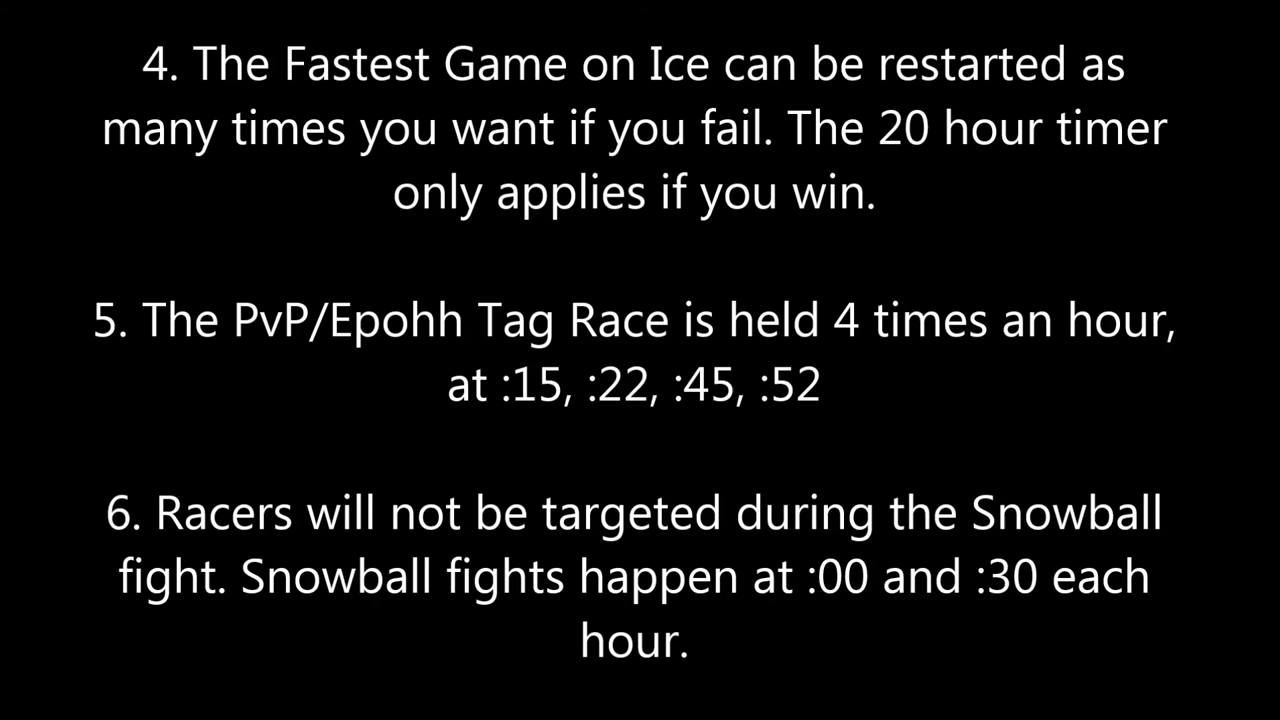 4. The Fastest Game on Ice can be restarted as
many times you want if you fail. The 20 hour timer
only applies if you win.
5. The PvP/Epohh Tag Race is held 4 times an hour,
at :15, :22, :45, :52
6. Racers will not be targeted during the Snowball
fight. Snowball fights happen at :00 and :30 each
hour.